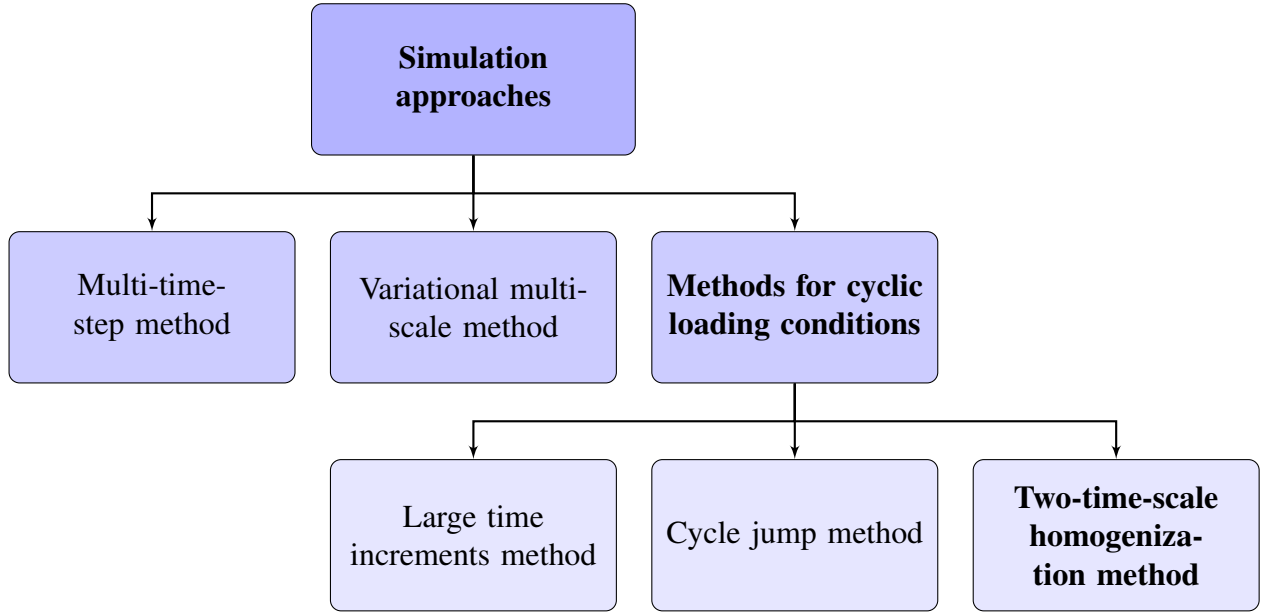 Simulation
approaches
Multi-time-
step method
Variational multi-
scale method
Methods for cyclic
loading conditions
Large time
increments method
Cycle jump method
Two-time-scale
homogeniza-
tion method